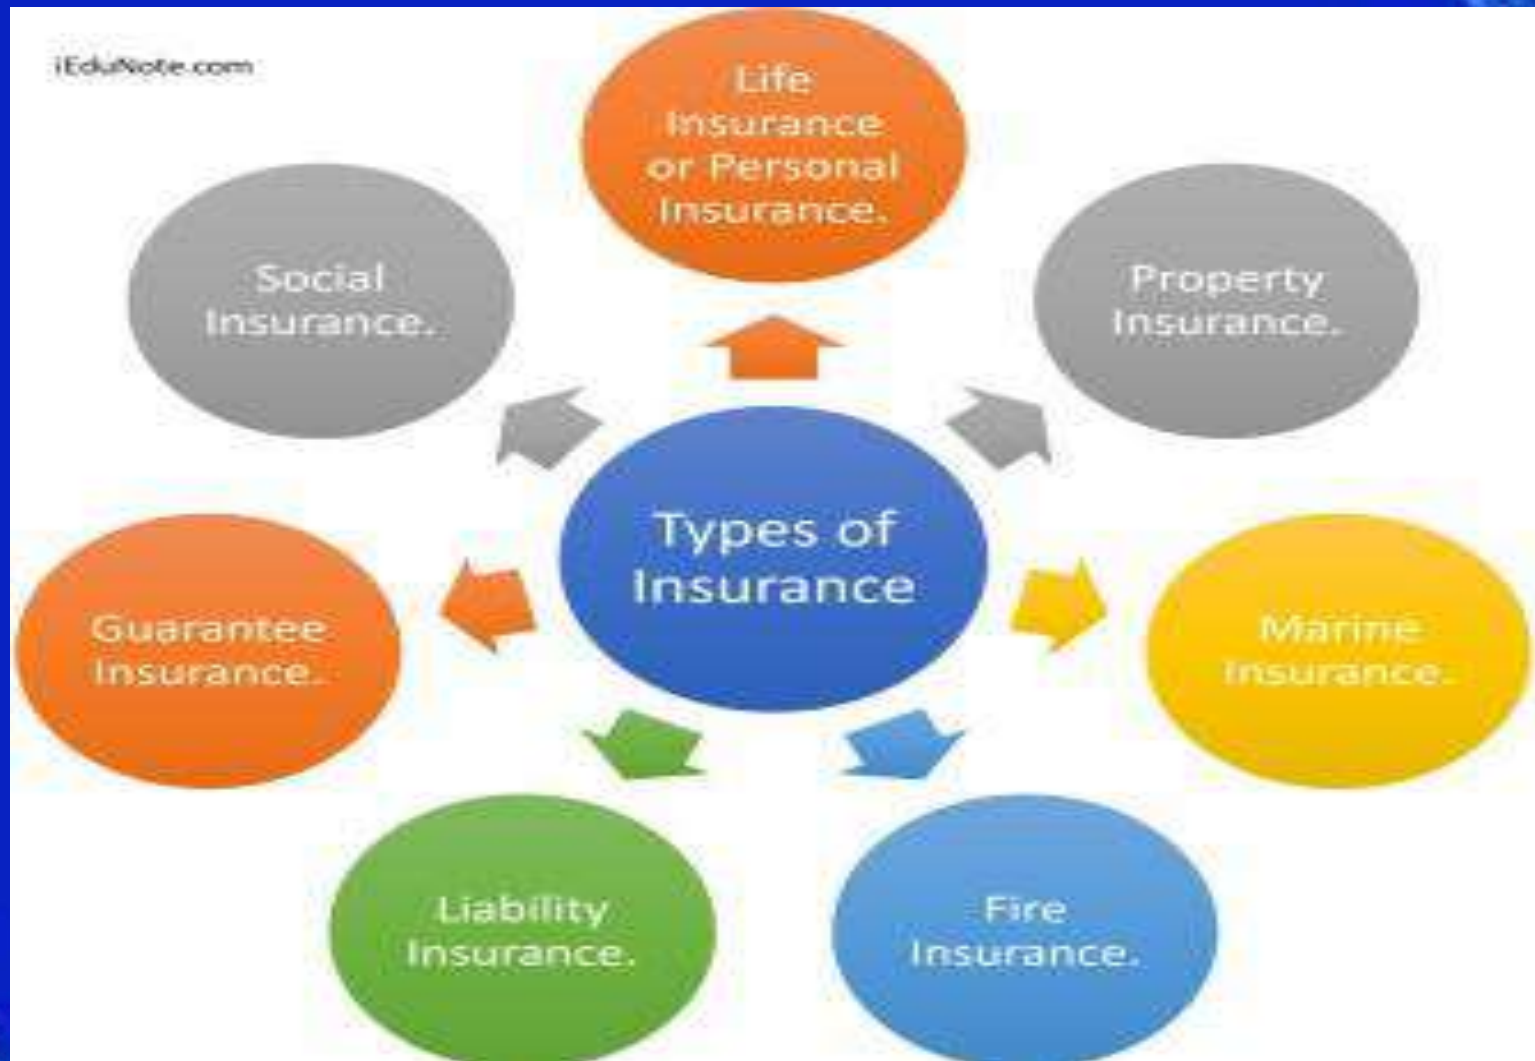 iEduNote.com
Life
Insurance
or Personal
Insurance.
Property
Insurance.
Marine
Insurance.
Fire
Insurance.
Liability
Insurance.
Guarantee
Insurance.
Social
Insurance.
Types of
Insurance